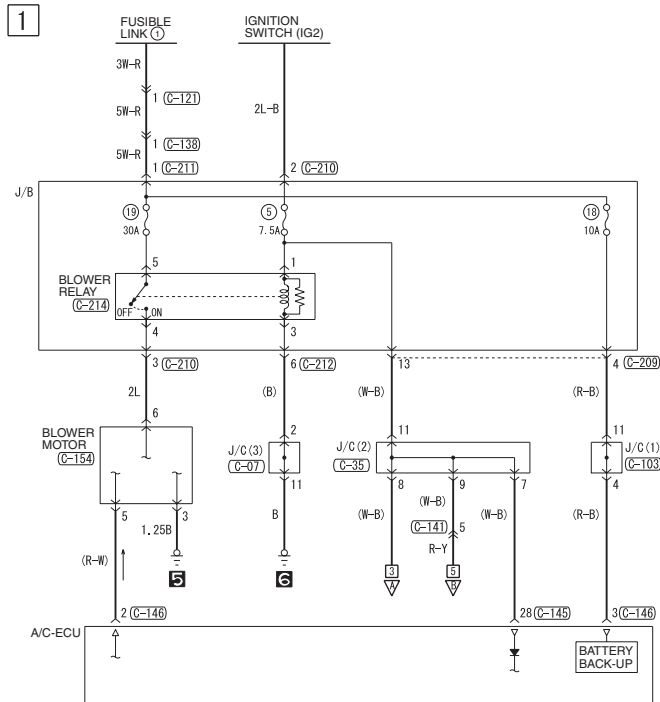 1
FUSIBLE LINK ①
IGNITION SWITCH (IG2)
3W-R
1 (C-121)
5W-R
2L-B
1 (C-138)
5W-R
1 (C-211)
2 (C-210)
J/B
19
5
18
30A
7.5A
10A
5
1
BLOWER RELAY
(C-214)
OFF
ON
4
3
3 (C-210)
6 (C-212)
13
4 (C-209)
2L
(B)
(W-B)
(R-B)
6
2
11
11
BLOWER MOTOR
(C-154)
J/C(3)
(C-07)
J/C(2)
(C-35)
J/C(1)
(C-103)
5
3
11
8
9
7
4
1.25B
B
(W-B)
(W-B)
(W-B)
(R-B)
(C-141) 5
R-Y
(R-W)
5
6
3
A
5
B
2 (C-146)
28 (C-145)
3 (C-146)
A/C-ECU
BATTERY BACK-UP